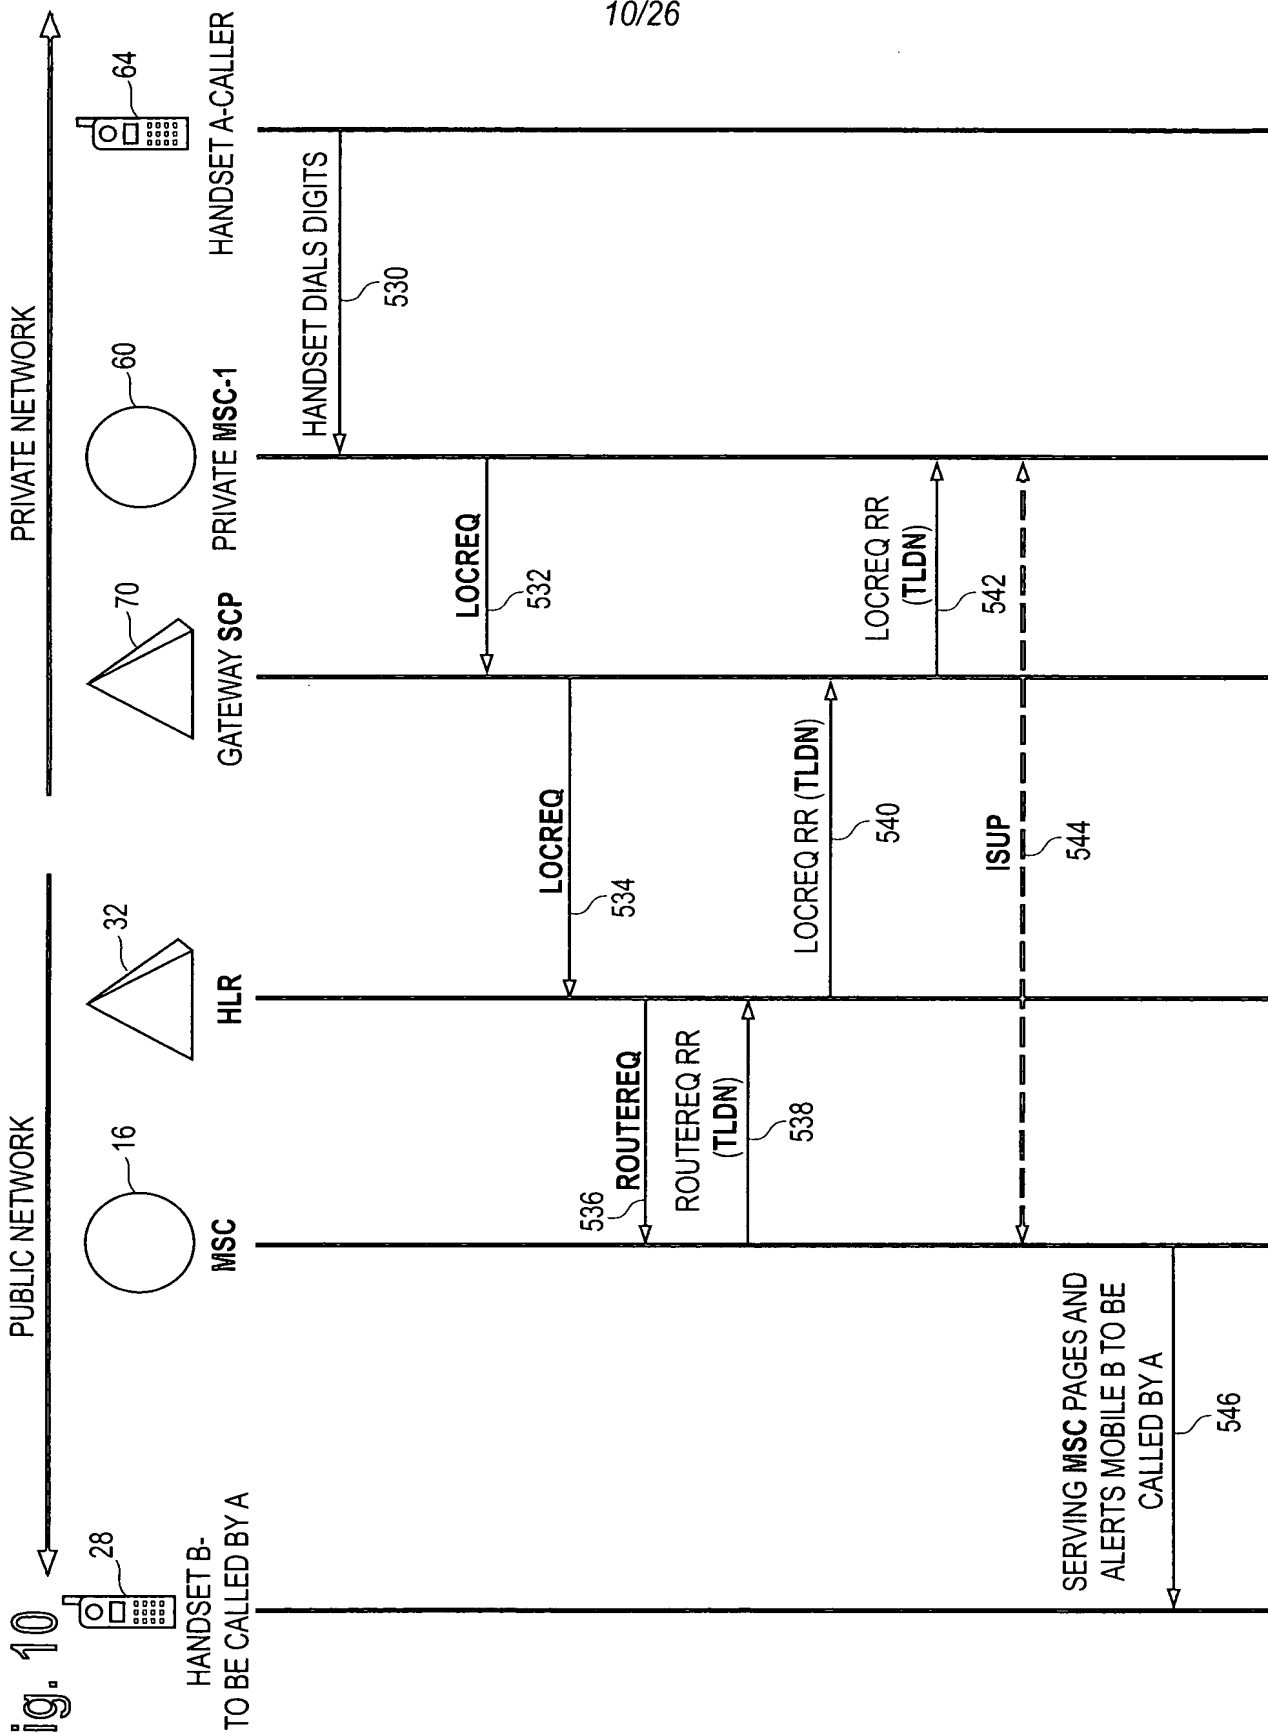 10/26
ig. 10
PUBLIC NETWORK
PRIVATE NETWORK
28
16
32
70
60
64
HANDSET B-
TO BE CALLED BY A
MSC
HLR
GATEWAY SCP
PRIVATE MSC-1
HANDSET A-CALLER
HANDSET DIALS DIGITS
530
LOCREQ
532
LOCREQ
534
ROUTEREQ
536
ROUTEREQ RR
(TLDN)
538
LOCREQ RR (TLDN)
540
LOCREQ RR
(TLDN)
542
ISUP
544
SERVING MSC PAGES AND
ALERTS MOBILE B TO BE
CALLED BY A
546